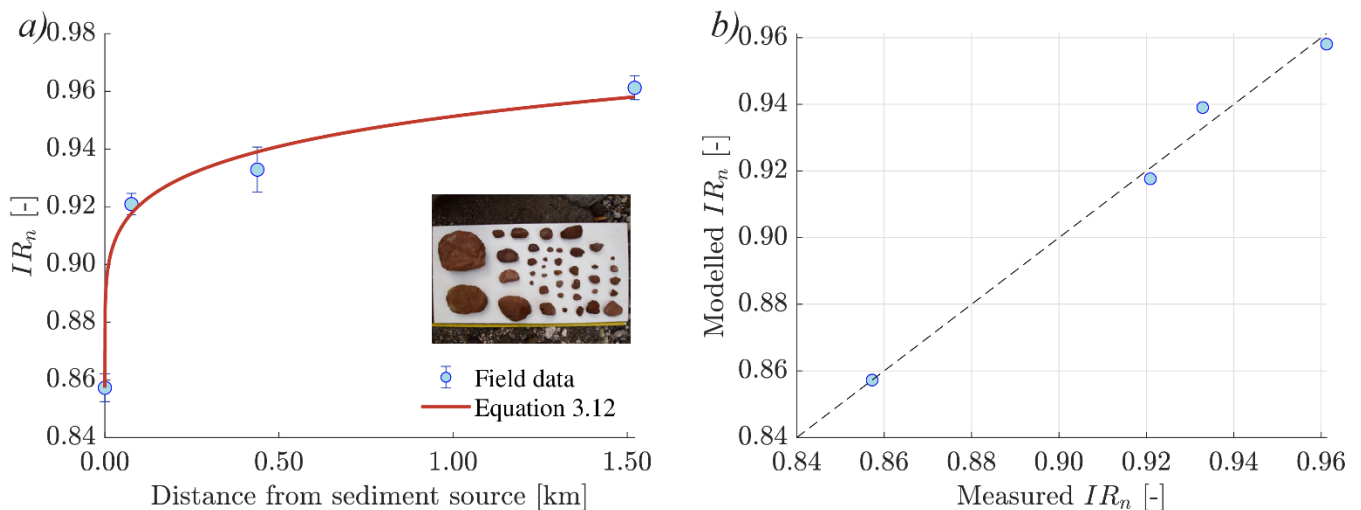 a)
0.98
0.96
0.94
0.92
0.90
0.88
0.86
0.84
IR_n [-]
0.00 0.50 1.00 1.50
Distance from sediment source [km]
Field data
Equation 3.12
b)
0.96
0.94
0.92
0.90
0.88
0.86
0.84
Modelled IR_n [-]
0.84 0.86 0.88 0.90 0.92 0.94 0.96
Measured IR_n [-]